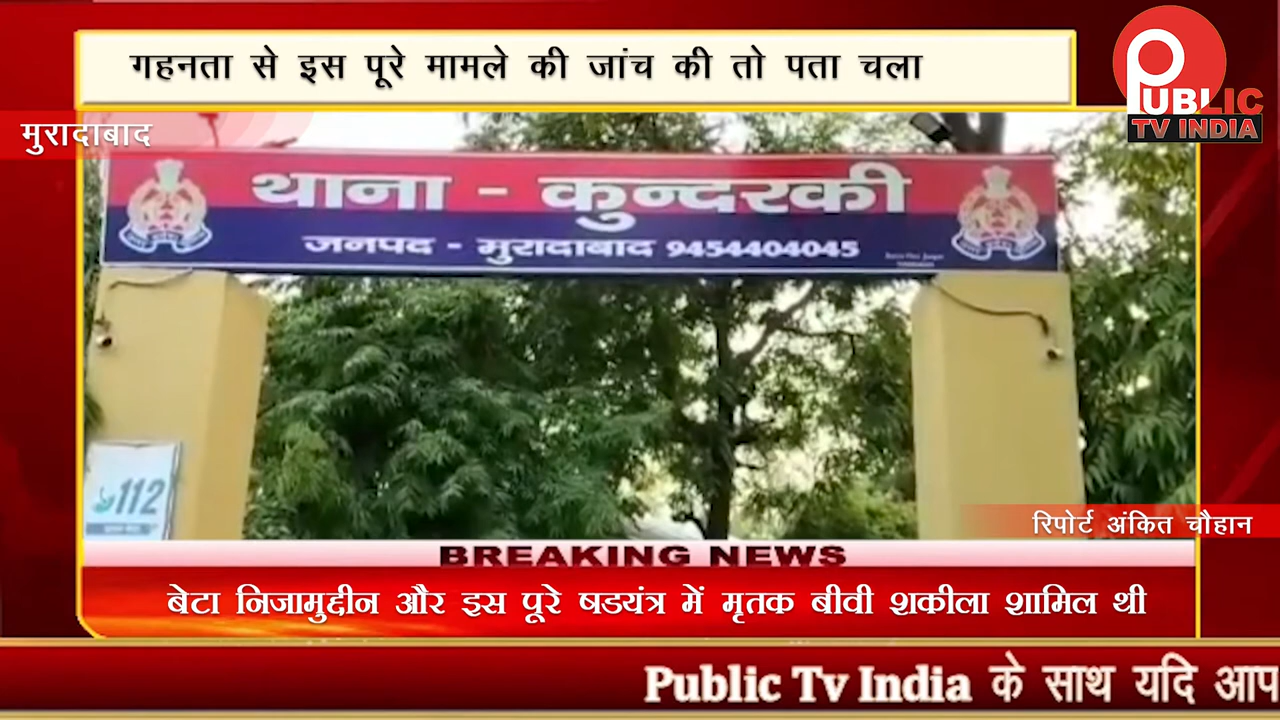 गहनता से इस पूरे मामले की जांच की तो पता चला
PUBLIC
TV INDIA
मुरादाबाद
थाना - कुन्दरकी
जनपद - मुरादाबाद 9454404045
112
रिपोर्ट अंकित चौहान
BREAKING NEWS
बेटा निजामुद्दीन और इस पूरे षडयंत्र में मृतक बीवी शकीला शामिल थी
Public Tv India के साथ यदि आप